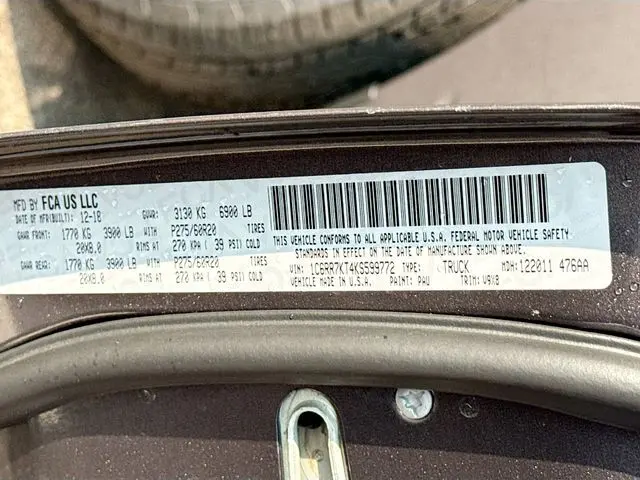 MFD BY FCA US LLC
DATE OF MFR(BUILT): 12-18 GVWR: 3130 KG 6900 LB
GAWR FRONT: 1770 KG 3900 LB P275/60R20 TIRES
20X8.0 RIMS AT 270 KPA ( 39 PSI) COLD
GAWR REAR: 1770 KG 3900 LB P275/60R20 TIRES
20X8.0 RIMS AT 270 KPA ( 39 PSI) COLD
THIS VEHICLE CONFORMS TO ALL APPLICABLE U.S.A. FEDERAL MOTOR VEHICLE SAFETY
STANDARDS IN EFFECT ON THE DATE OF MANUFACTURE SHOWN ABOVE.
VIN: 1C6RR7KT4KS599772 TYPE: TRUCK MDH: 122011 476AA
VEHICLE MADE IN U.S.A. PAINT: PAU TRIM: V9X8